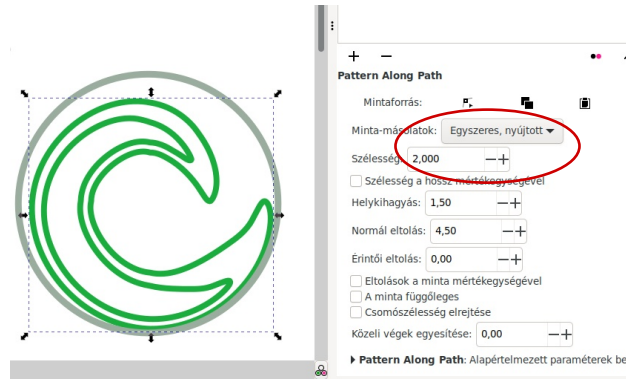 Pattern Along Path
Mintaforrás:
Minta-másolatok: Egyszeres, nyújtott
Szélesség: 2,000
Szélesség a hossz mértékegységével
Helykihagyás: 1,50
Normál eltolás: 4,50
Érintői eltolás: 0,00
Eltolások a minta mértékegységével
A minta függőleges
Csomószélesség elrejtése
Közeli végek egyesítése: 0,00
Pattern Along Path: Alapértelmezett paraméterek be